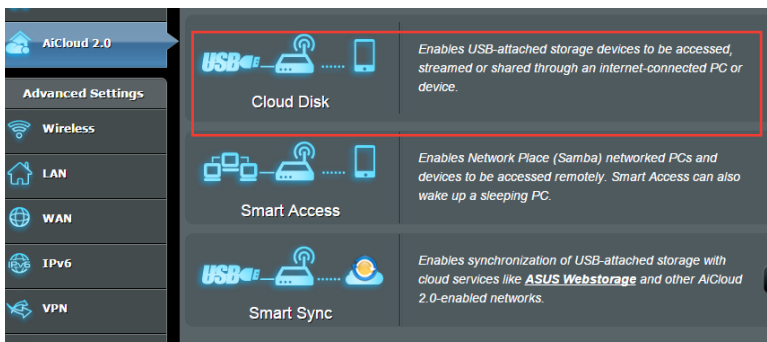 AiCloud 2.0
Advanced Settings
Wireless
LAN
WAN
IPv6
IPv6
VPN
USB
Cloud Disk
Enables USB-attached storage devices to be accessed,
streamed or shared through an internet-connected PC or
device.
Smart Access
Enables Network Place (Samba) networked PCs and
devices to be accessed remotely. Smart Access can also
wake up a sleeping PC.
USB
Smart Sync
Enables synchronization of USB-attached storage with
cloud services like ASUS Webstorage and other AiCloud
2.0-enabled networks.